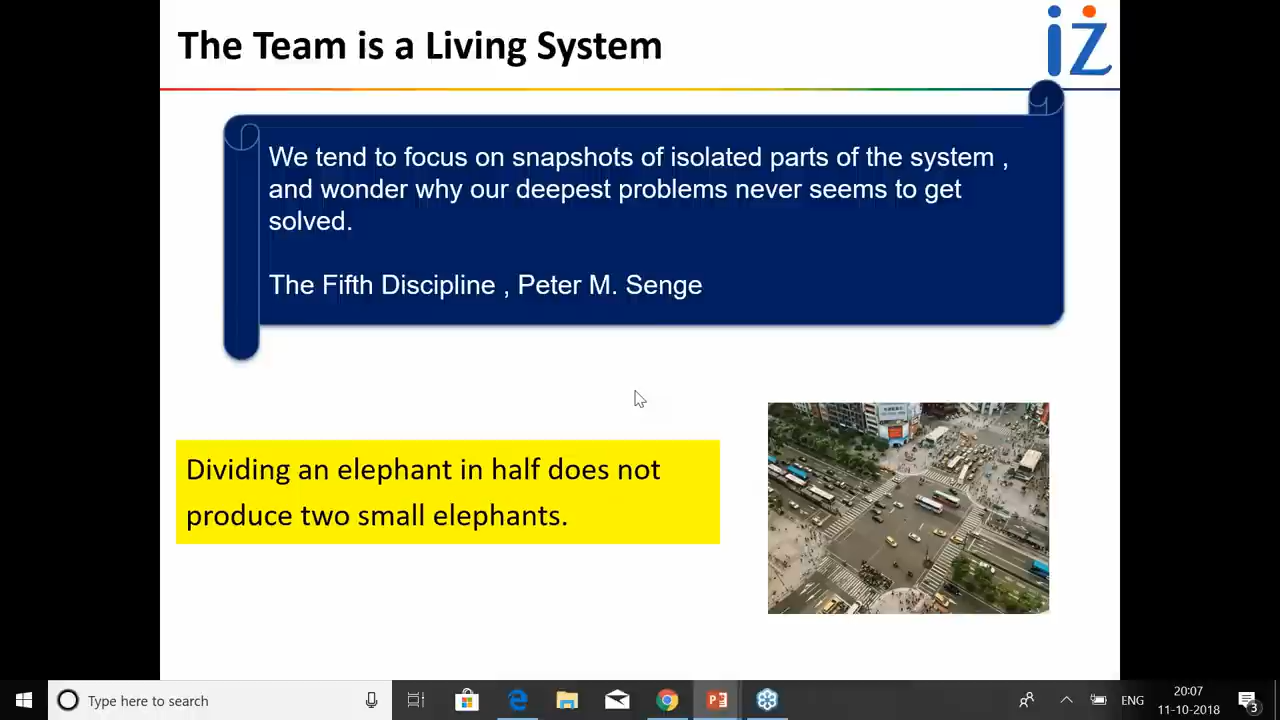 The Team is a Living System
iz
We tend to focus on snapshots of isolated parts of the system ,
and wonder why our deepest problems never seems to get
solved.
The Fifth Discipline , Peter M. Senge
Dividing an elephant in half does not
produce two small elephants.
Type here to search
ENG
20:07
11-10-2018
3